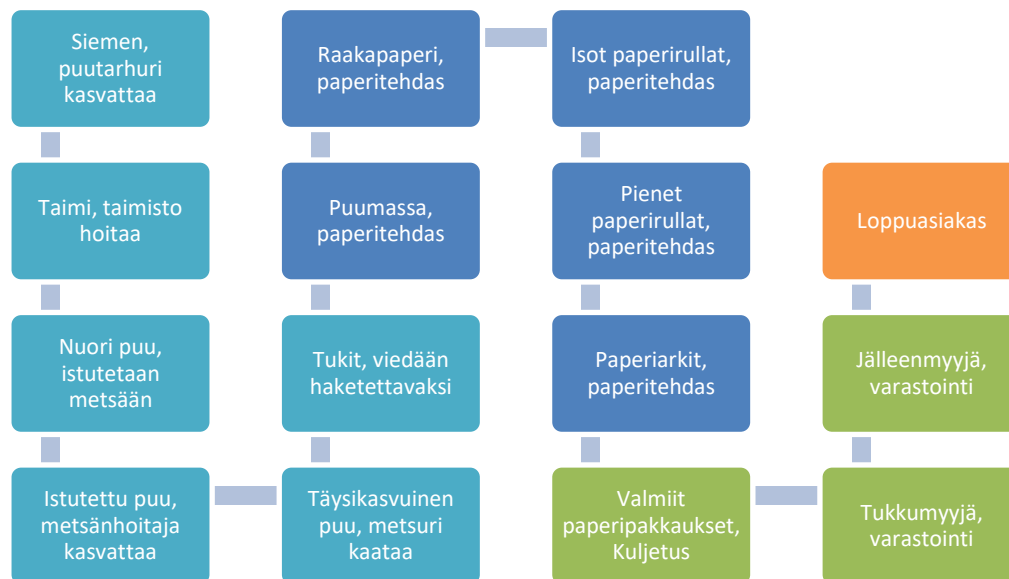 Siemen,
puutarhuri
kasvattaa
Taimi, taimisto
hoitaa
Nuori puu,
istutetaan
metsään
Istutettu puu,
metsänhoitaja
kasvattaa
Täysikasvuinen
puu, metsuri
kaataa
Tukit, viedään
haketettavaksi
Puumassa,
paperitehdas
Raakapaperi,
paperitehdas
Isot paperirullat,
paperitehdas
Pienet
paperirullat,
paperitehdas
Paperiarkit,
paperitehdas
Valmiit
paperipakkaukset,
Kuljetus
Tukkumyyjä,
varastointi
Jälleenmyyjä,
varastointi
Loppuasiakas